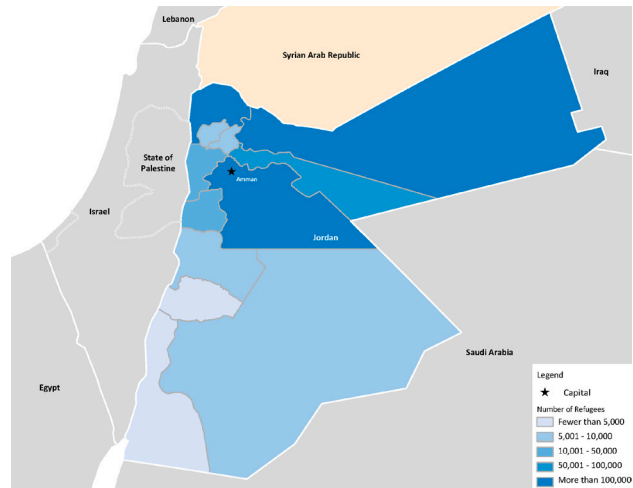 Lebanon
Syrian Arab Republic
Iraq
State of
Palestine
Amman
Israel
Jordan
Saudi Arabia
Egypt
Legend
Capital
Number of Refugees
Fewer than 5,000
5,001 - 10,000
10,001 - 50,000
50,001 - 100,000
More than 100,000